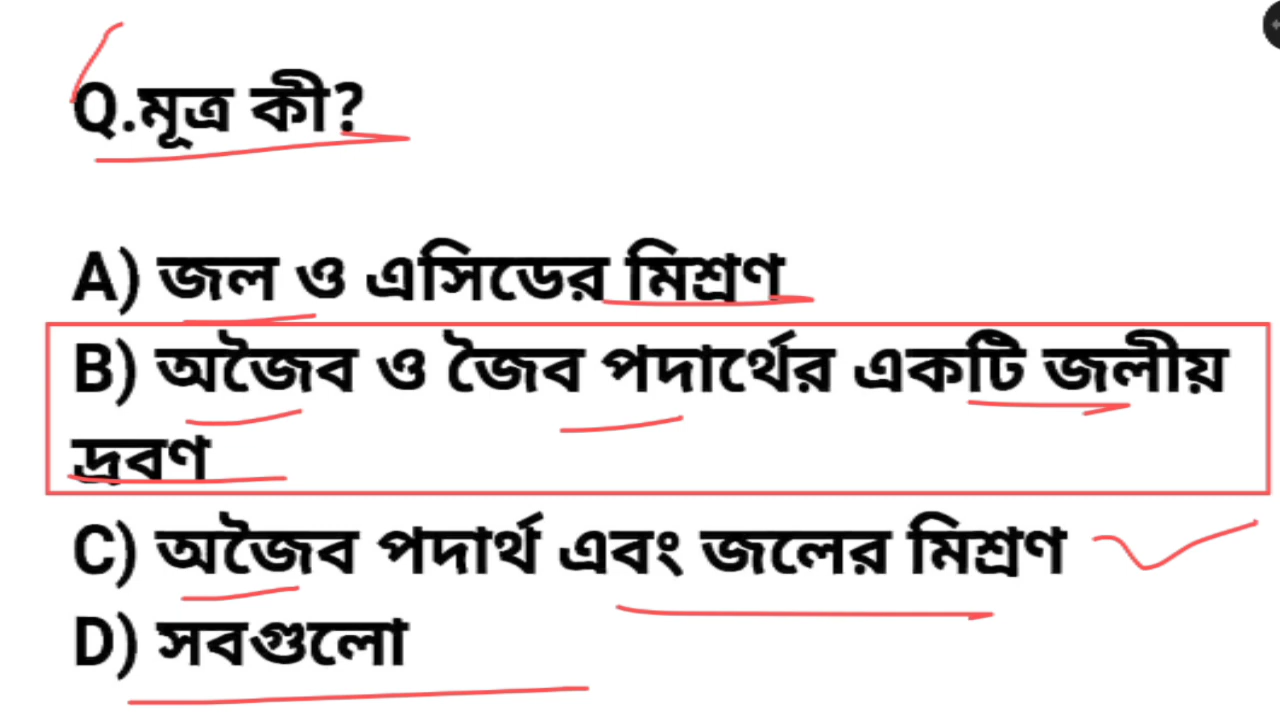 Q.মূত্র কী?
A) জল ও এসিডের মিশ্রণ
B) অজৈব ও জৈব পদার্থের একটি জলীয়
দ্রবণ
C) অজৈব পদার্থ এবং জলের মিশ্রণ
D) সবগুলো